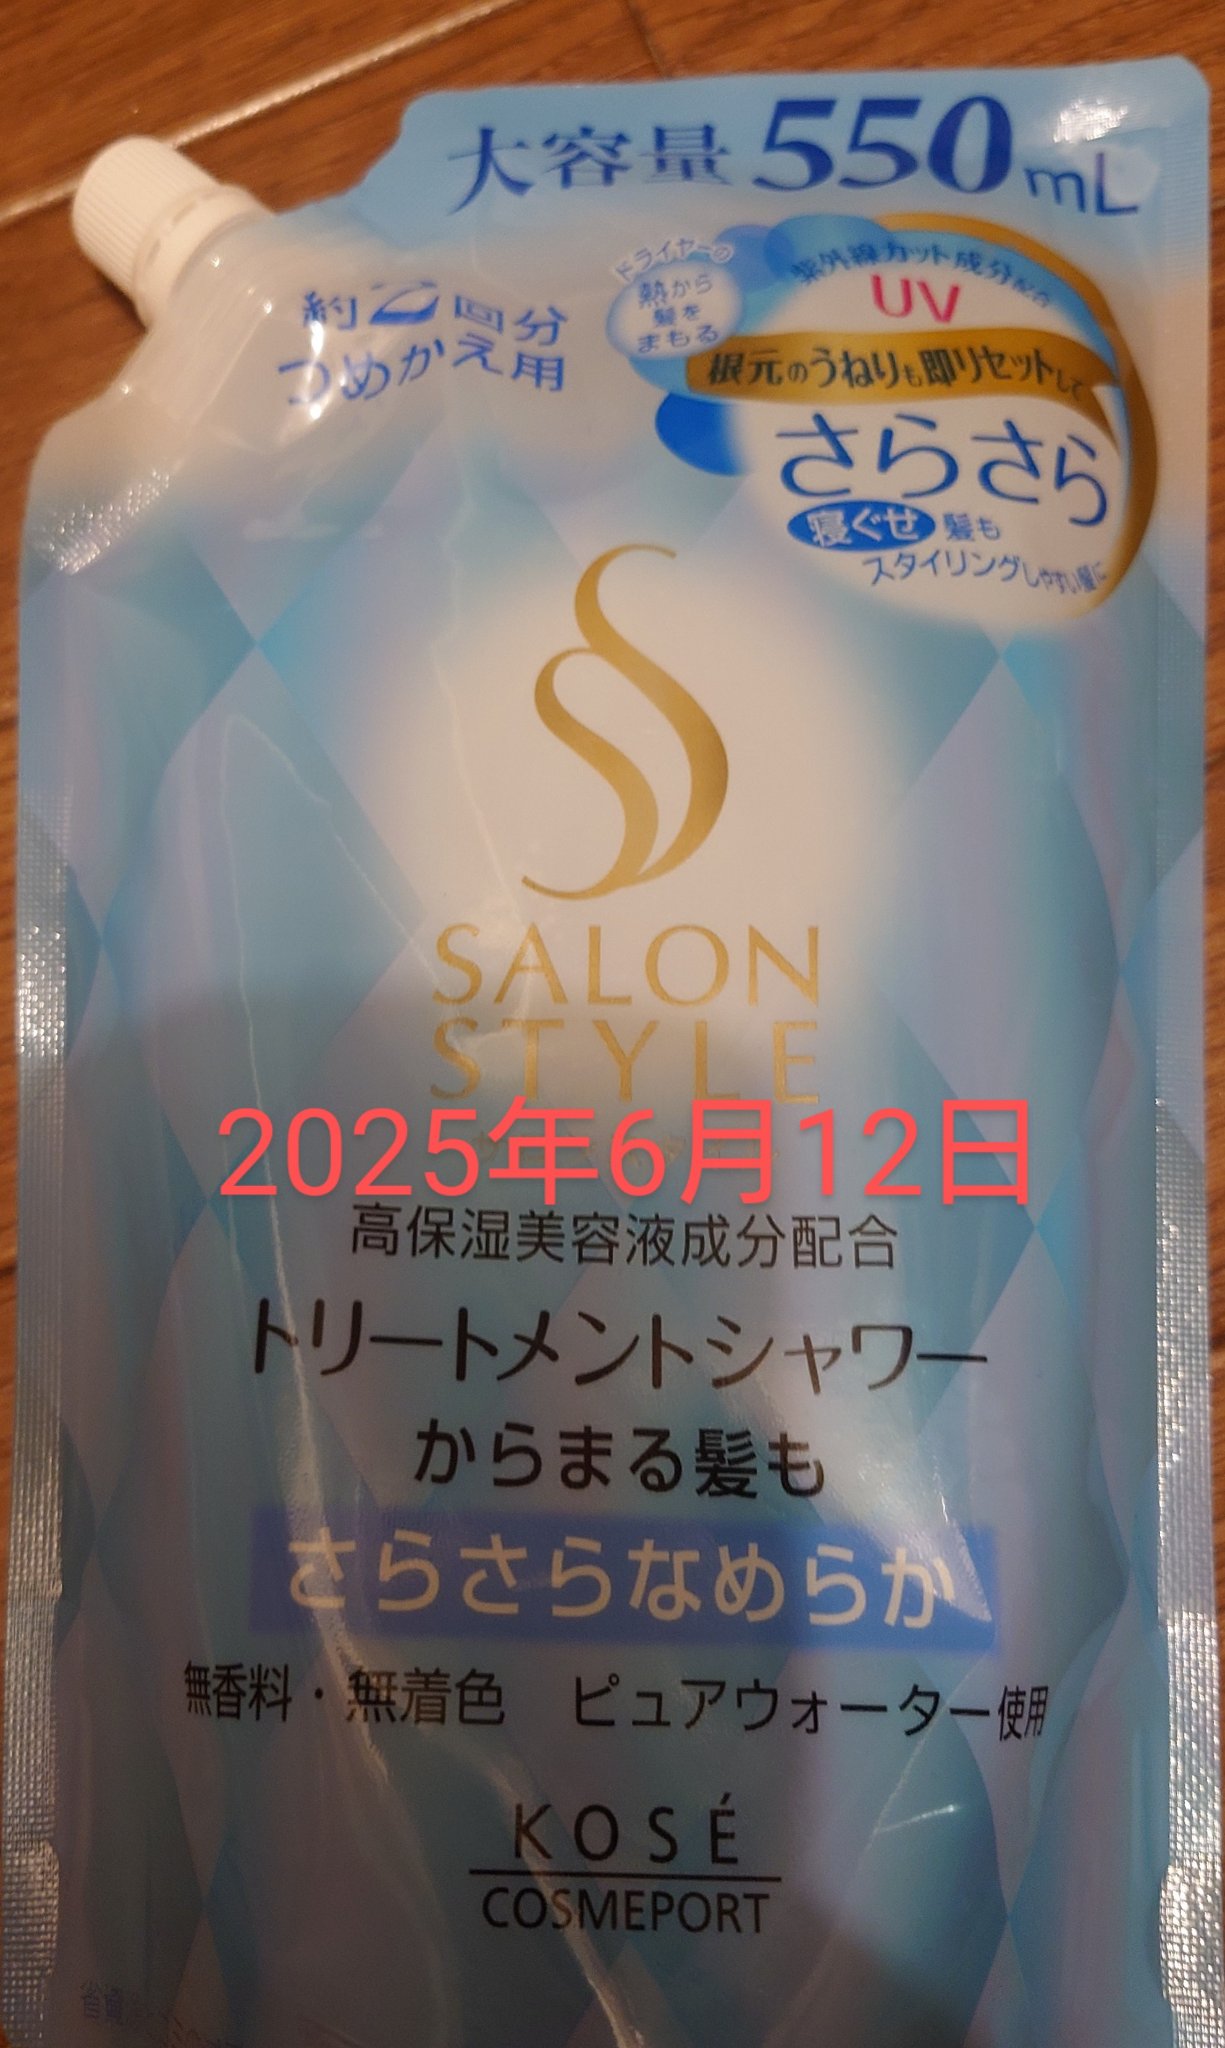 大容量550mL
約2回分
つめかえ用
ドライヤーの
熱から
髪を
まもる
紫外線カット成分配合
UV
根元のうねりも即リセットして
さらさら
寝ぐせ髪も
スタイリングしやすい髪に
SALON
STYLE
2025年6月12日
高保湿美容液成分配合
トリートメントシャワー
からまる髪も
さらさらなめらか
無香料・無着色 ピュアウォーター使用
KOSÉ
COSMEPORT